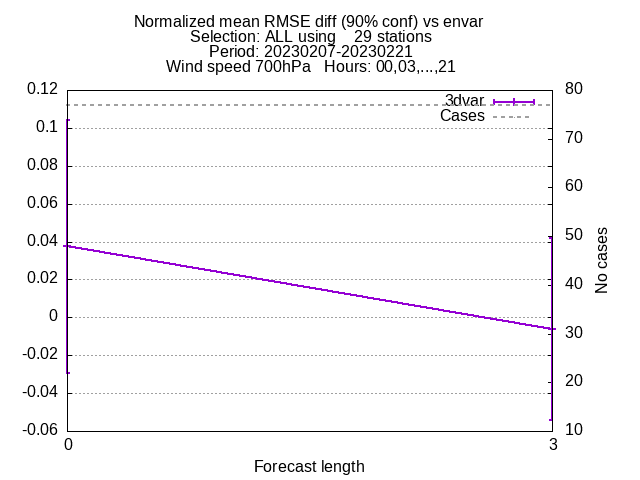 Normalized mean RMSE diff (90% conf) vs envar
Selection: ALL using    29 stations
Period: 20230207-20230221
Wind speed 700hPa   Hours: 00,03,...,21
0.12
0.1
0.08
0.06
0.04
0.02
0
-0.02
-0.04
-0.06
3dvar
Cases
80
70
60
50
40
30
20
10
No cases
0
3
Forecast length